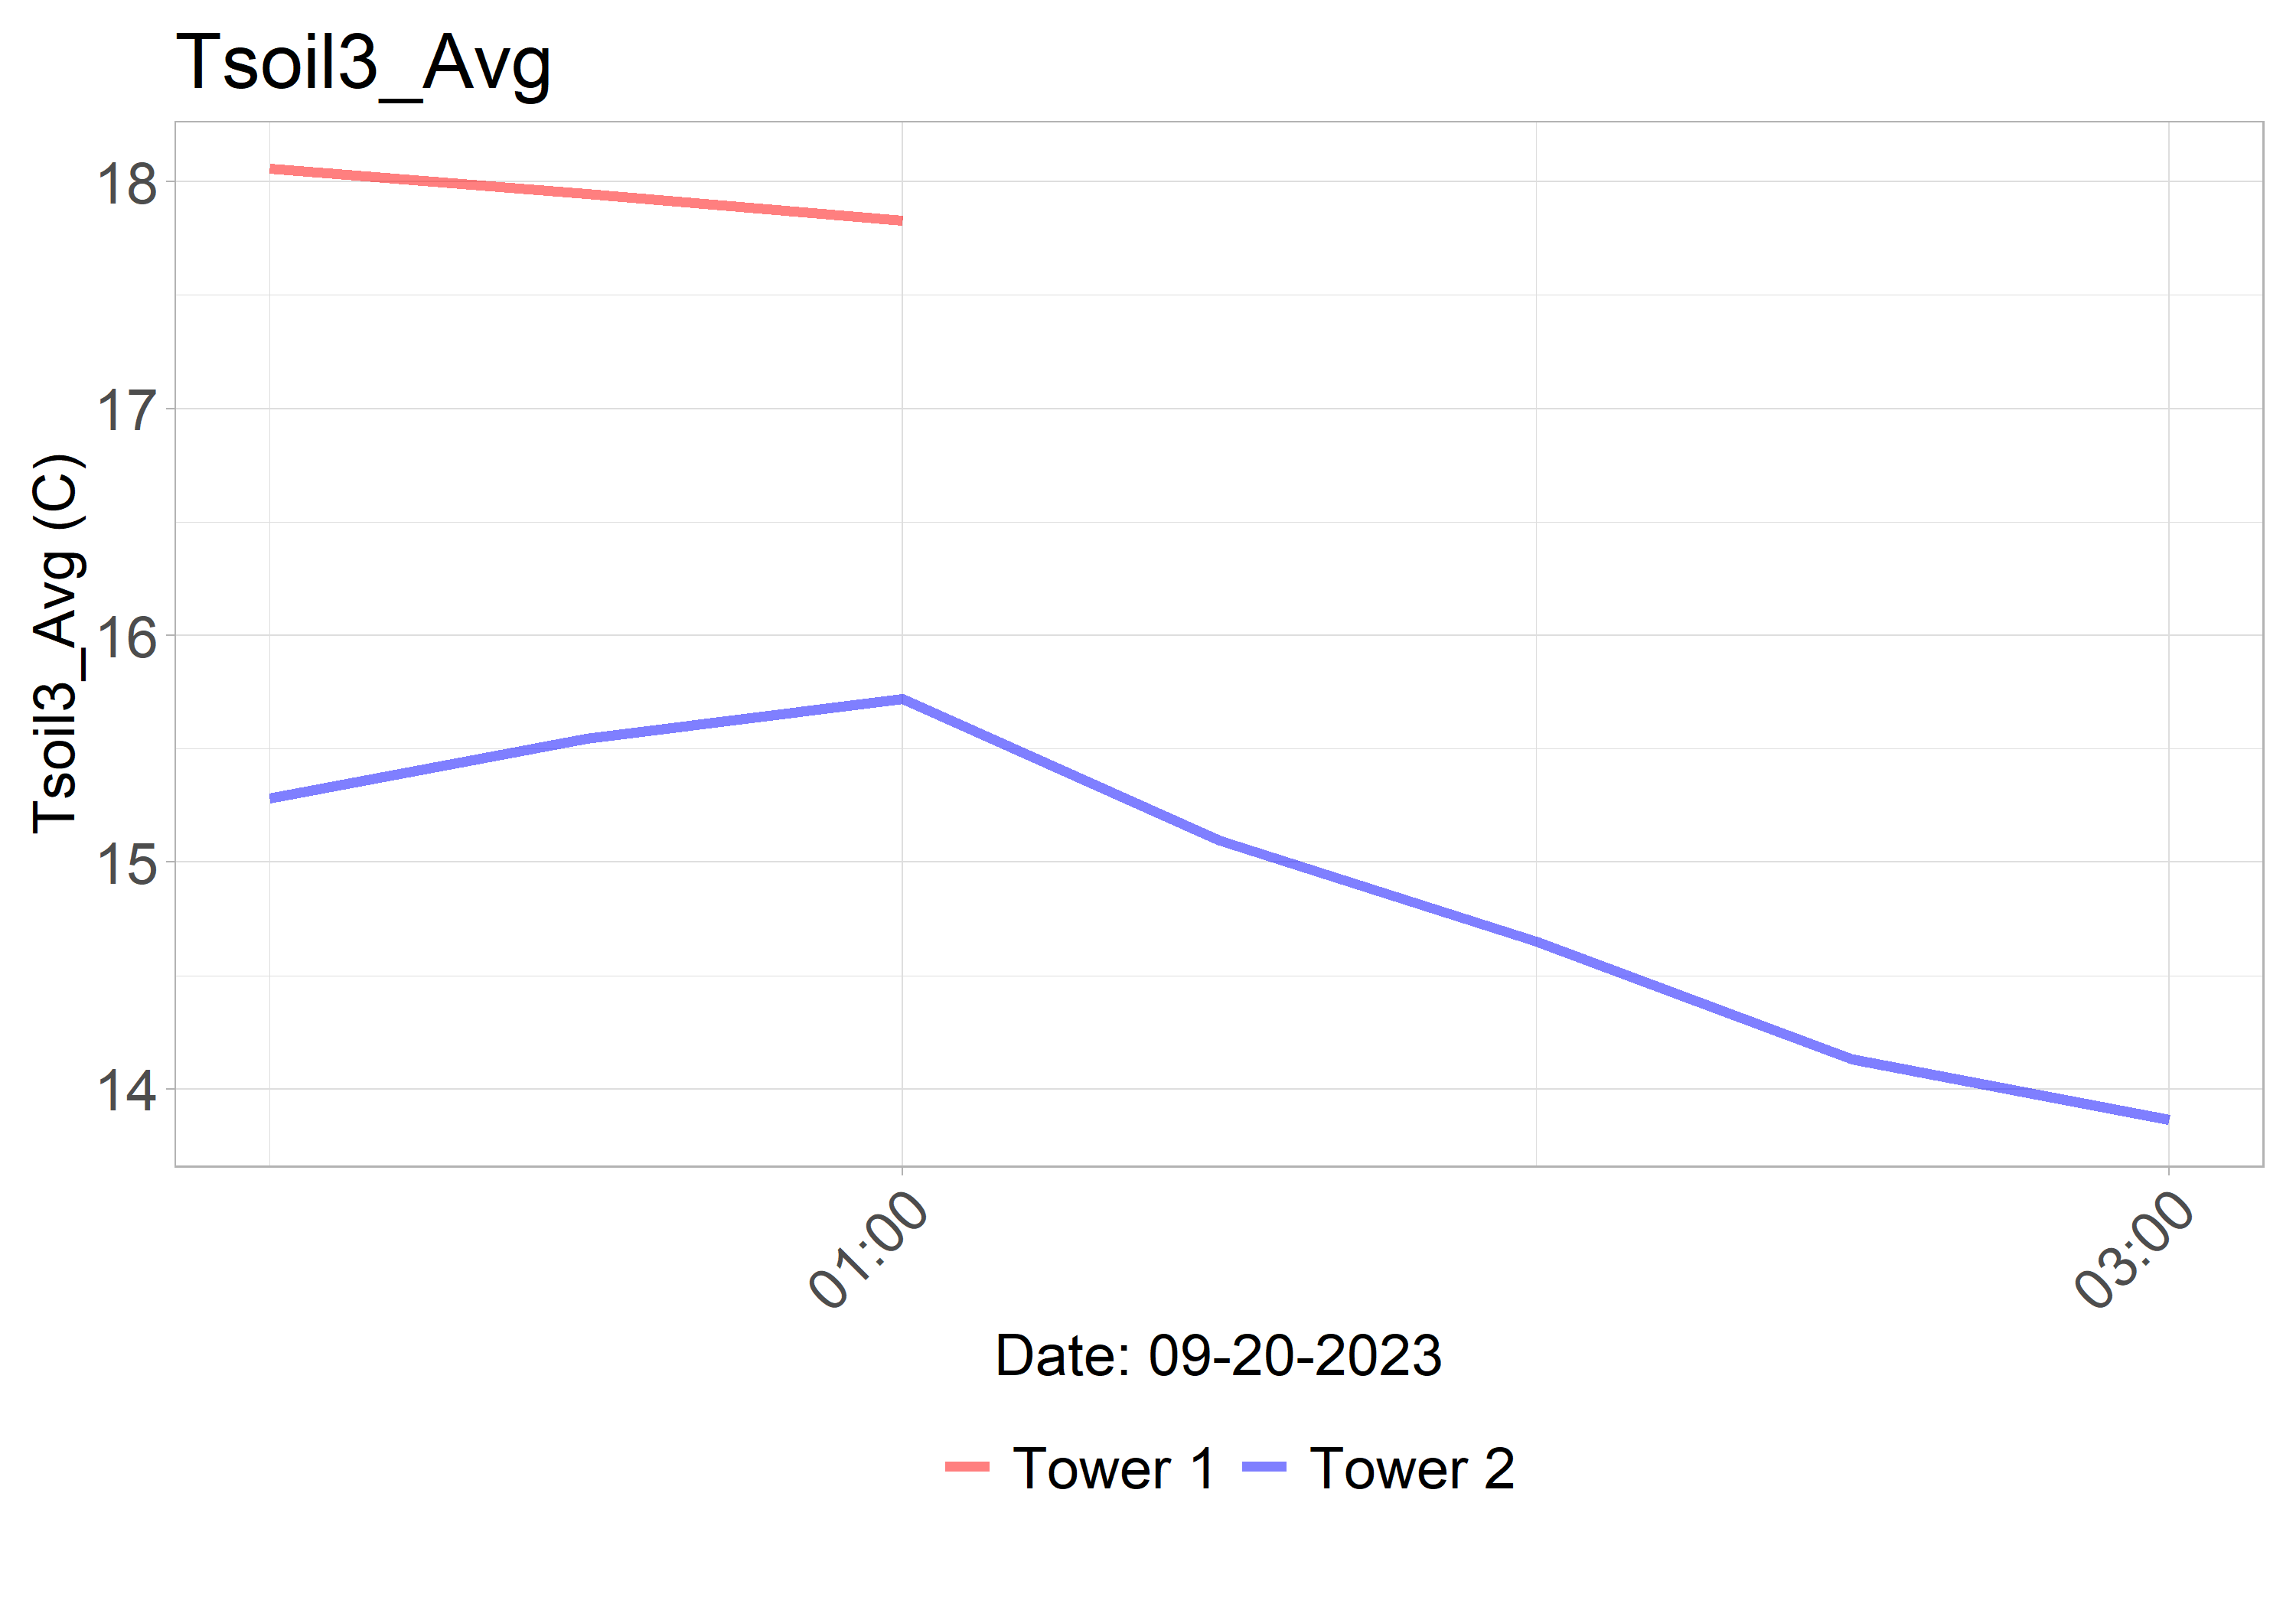 Tsoil3_Avg
Tsoil3_Avg (C)
18
17
16
15
14
01:00
03:00
Date: 09-20-2023
Tower 1
Tower 2